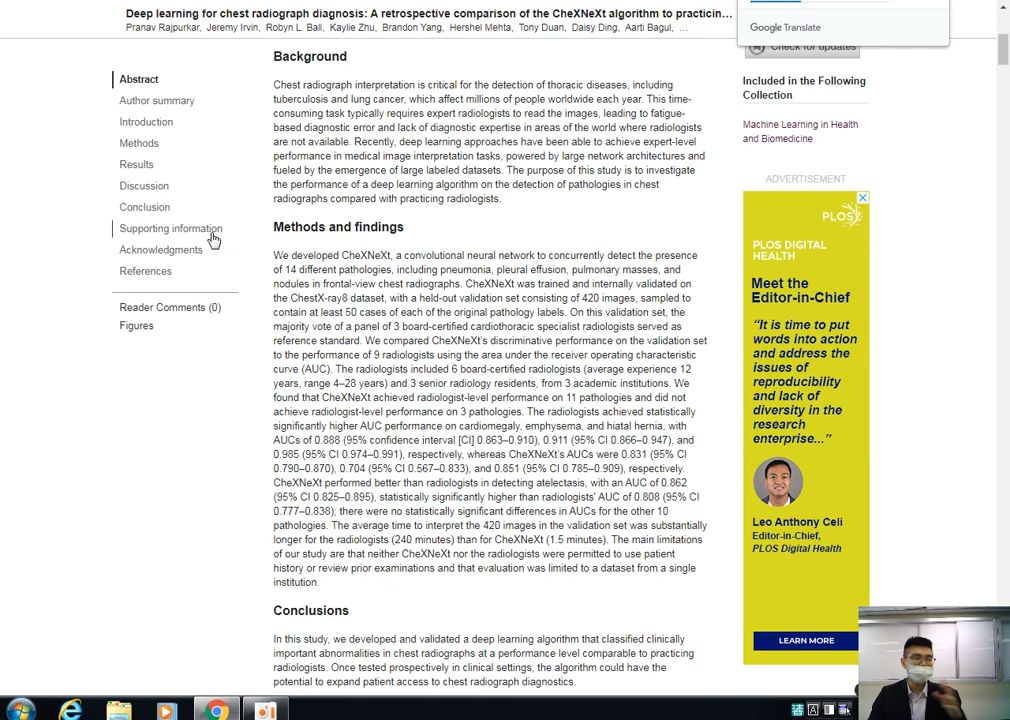 Deep learning for chest radiograph diagnosis: A retrospective comparison of the CheXNeXt algorithm to practicin...
Pranav Rajpurkar, Jeremy Irvin, Robyn L. Ball, Kaylie Zhu, Brandon Yang, Hershel Mehta, Tony Duan, Daisy Ding, Aarti Bagul, ...
Google Translate
Check for updates
Abstract
Author summary
Introduction
Methods
Results
Discussion
Conclusion
Supporting information
Acknowledgments
References
Reader Comments (0)
Figures
Background
Chest radiograph interpretation is critical for the detection of thoracic diseases, including
tuberculosis and lung cancer, which affect millions of people worldwide each year. This time-
consuming task typically requires expert radiologists to read the images, leading to fatigue-
based diagnostic error and lack of diagnostic expertise in areas of the world where radiologists
are not available. Recently, deep learning approaches have been able to achieve expert-level
performance in medical image interpretation tasks, powered by large network architectures and
fueled by the emergence of large labeled datasets. The purpose of this study is to investigate
the performance of a deep learning algorithm on the detection of pathologies in chest
radiographs compared with practicing radiologists.
Methods and findings
We developed CheXNeXt, a convolutional neural network to concurrently detect the presence
of 14 different pathologies, including pneumonia, pleural effusion, pulmonary masses, and
nodules in frontal-view chest radiographs. CheXNeXt was trained and internally validated on
the ChestX-ray8 dataset, with a held-out validation set consisting of 420 images, sampled to
contain at least 50 cases of each of the original pathology labels. On this validation set, the
majority vote of a panel of 3 board-certified cardiothoracic specialist radiologists served as
reference standard. We compared CheXNeXt's discriminative performance on the validation set
to the performance of 9 radiologists using the area under the receiver operating characteristic
curve (AUC). The radiologists included 6 board-certified radiologists (average experience 12
years, range 4–28 years) and 3 senior radiology residents, from 3 academic institutions. We
found that CheXNeXt achieved radiologist-level performance on 11 pathologies and did not
achieve radiologist-level performance on 3 pathologies. The radiologists achieved statistically
significantly higher AUC performance on cardiomegaly, emphysema, and hiatal hernia, with
AUCs of 0.888 (95% confidence interval [CI] 0.863–0.910), 0.911 (95% CI 0.866–0.947), and
0.985 (95% CI 0.974–0.991), respectively, whereas CheXNeXt's AUCs were 0.831 (95% CI
0.790–0.870), 0.704 (95% CI 0.567–0.833), and 0.851 (95% CI 0.785–0.909), respectively.
CheXNeXt performed better than radiologists in detecting atelectasis, with an AUC of 0.862
(95% CI 0.825–0.895), statistically significantly higher than radiologists' AUC of 0.808 (95% CI
0.777–0.838); there were no statistically significant differences in AUCs for the other 10
pathologies. The average time to interpret the 420 images in the validation set was substantially
longer for the radiologists (240 minutes) than for CheXNeXt (1.5 minutes). The main limitations
of our study are that neither CheXNeXt nor the radiologists were permitted to use patient
history or review prior examinations and that evaluation was limited to a dataset from a single
institution.
Conclusions
In this study, we developed and validated a deep learning algorithm that classified clinically
important abnormalities in chest radiographs at a performance level comparable to practicing
radiologists. Once tested prospectively in clinical settings, the algorithm could have the
potential to expand patient access to chest radiograph diagnostics.
Included in the Following
Collection
Machine Learning in Health
and Biomedicine
ADVERTISEMENT
PLOS
PLOS DIGITAL
HEALTH
Meet the
Editor-in-Chief
“It is time to put
words into action
and address the
issues of
reproducibility
and lack of
diversity in the
research
enterprise...”
Leo Anthony Celi
Editor-in-Chief,
PLOS Digital Health
LEARN MORE